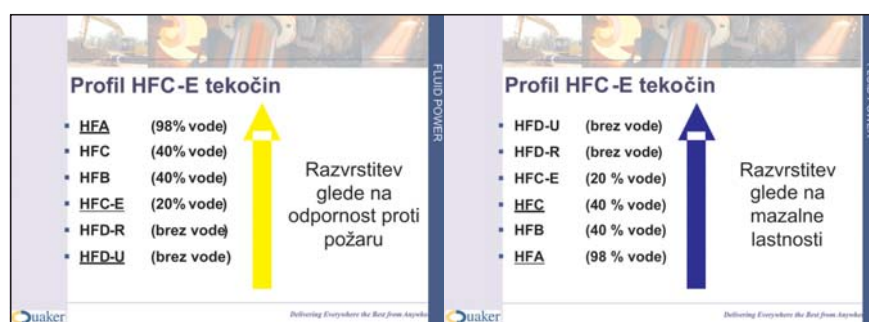 Profil HFC-E tekočin
HFA (98% vode)
HFC (40% vode)
HFB (40% vode)
HFC-E (20% vode)
HFD-R (brez vode)
HFD-U (brez vode)
Razvrstitev
glede na
odpornost proti
požaru
FLUID POWER
Quaker
Delivering Everywhere the Best from Anywhe
Profil HFC-E tekočin
HFD-U (brez vode)
HFD-R (brez vode)
HFC-E (20 % vode)
HFC (40 % vode)
HFB (40 % vode)
HFA (98 % vode)
Razvrstitev
glede na
mazalne
lastnosti
Quaker
Delivering Everywhere the Best from Anywhe